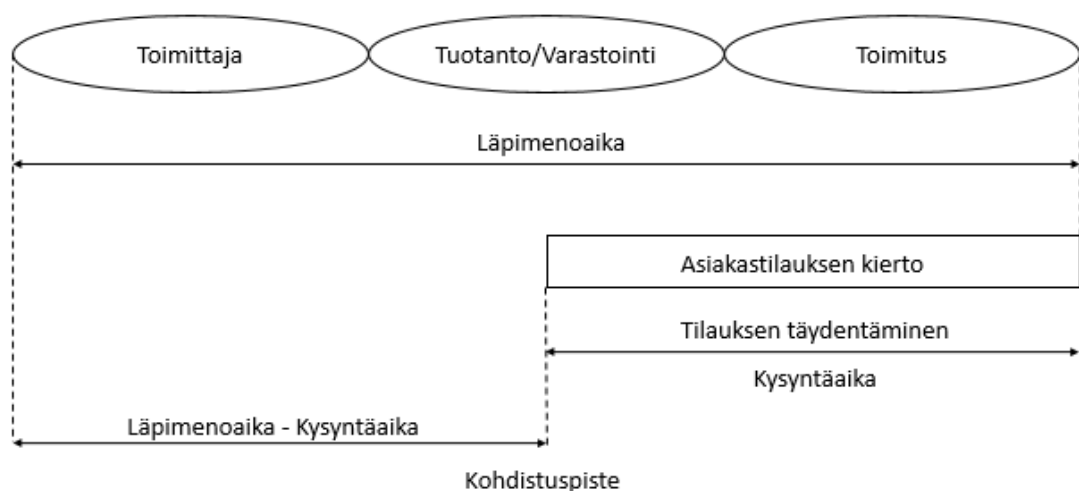 Toimittaja
Tuotanto/Varastointi
Toimitus
Läpimenoaika
Asiakastilauksen kierto
Tilauksen täydentäminen
Kysyntäaika
Läpimenoaika - Kysyntäaika
Kohdistuspiste